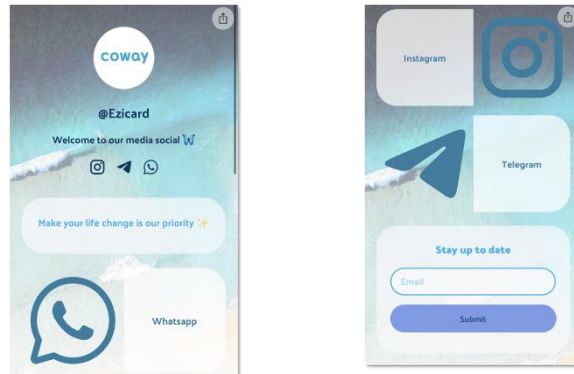 coway
@Ezicard
Welcome to our media social 🦋
Make your life change is our priority ✨
Whatsapp
Instagram
Telegram
Stay up to date
Email
Submit